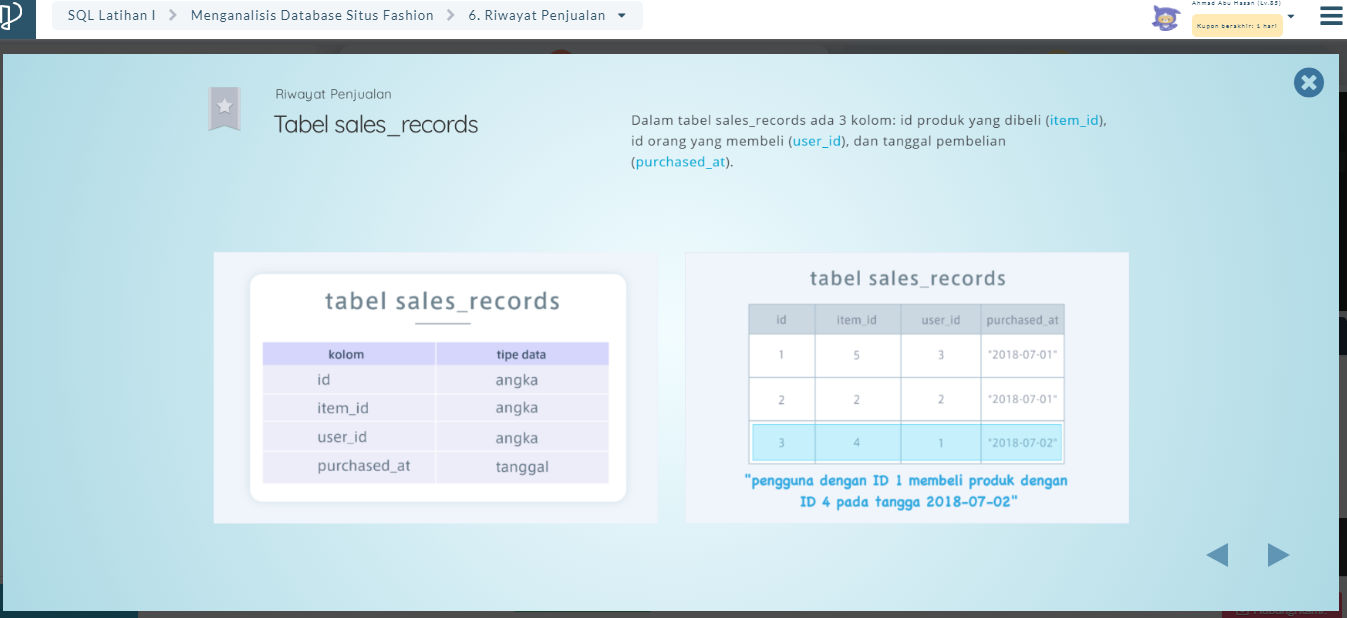 SQL Latihan I
Menganalisis Database Situs Fashion
6. Riwayat Penjualan
Ahmad Abu Hasan (Lv.85)
Kupon berakhir: 1 hari
Riwayat Penjualan
Tabel sales_records
Dalam tabel sales_records ada 3 kolom: id produk yang dibeli (item_id),
id orang yang membeli (user_id), dan tanggal pembelian
(purchased_at).
tabel sales_records
kolom tipe data
id angka
item_id angka
user_id angka
purchased_at tanggal
tabel sales_records
id item_id user_id purchased_at
1 5 3 "2018-07-01"
2 2 2 "2018-07-01"
3 4 1 "2018-07-02"
"pengguna dengan ID 1 membeli produk dengan
ID 4 pada tangga 2018-07-02"